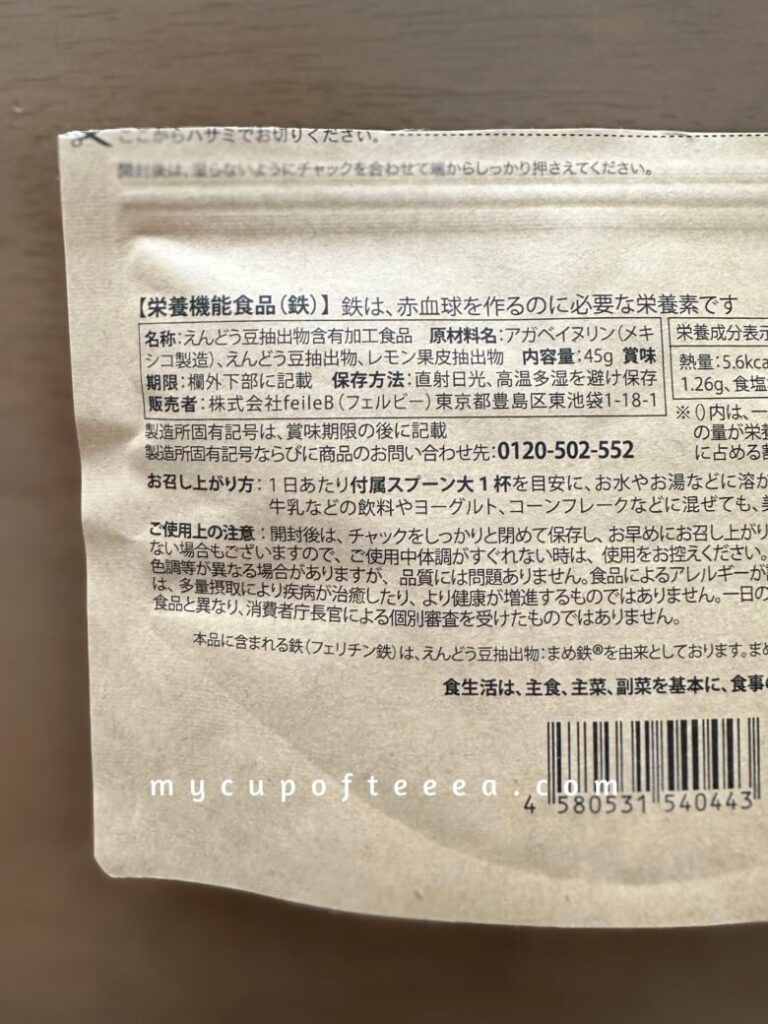 ここからハサミでお切りください。
開封後は、湿らないようにチャックを合わせて端からしっかり押さえてください。
【栄養機能食品(鉄)】 鉄は、赤血球を作るのに必要な栄養素です
名称:えんどう豆抽出物含有加工食品 原材料名:アガベイヌリン(メキ
シコ製造)、えんどう豆抽出物、レモン果皮抽出物 内容量:45g 賞味
期限:欄外下部に記載 保存方法:直射日光、高温多湿を避け保存
販売者:株式会社feileB(フェルビー)東京都豊島区東池袋1-18-1
栄養成分表示
熱量:5.6kca
1.26g、食塩
※()内は、一
の量が栄養
に占める割
製造所固有記号は、賞味期限の後に記載
製造所固有記号ならびに商品のお問い合わせ先:0120-502-552
お召し上がり方:1日あたり付属スプーン大1杯を目安に、お水やお湯などに溶か
牛乳などの飲料やヨーグルト、コーンフレークなどに混ぜても、美
ご使用上の注意:開封後は、チャックをしっかりと閉めて保存し、お早めにお召し上がり
ない場合もございますので、ご使用中体調がすぐれない時は、使用をお控えください。
色調等が異なる場合がありますが、品質には問題ありません。食品によるアレルギーが
は、多量摂取により疾病が治癒したり、より健康が増進するものではありません。一日の
食品と異なり、消費者庁長官による個別審査を受けたものではありません。
本品に含まれる鉄(フェリチン鉄)は、えんどう豆抽出物:まめ鉄®を由来としております。まめ
食生活は、主食、主菜、副菜を基本に、食事の
mycupofteeea.com
4 580531 540443